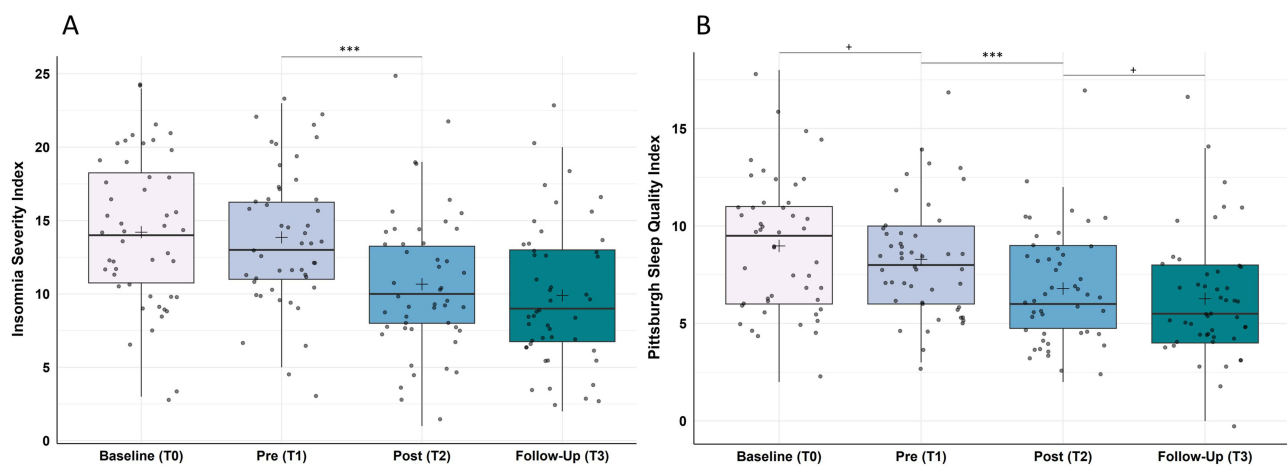 A
***
Insomnia Severity Index
25
20
15
10
5
0
Baseline (T0) Pre (T1) Post (T2) Follow-Up (T3)
B
+ *** +
Pittsburgh Sleep Quality Index
15
10
5
0
Baseline (T0) Pre (T1) Post (T2) Follow-Up (T3)